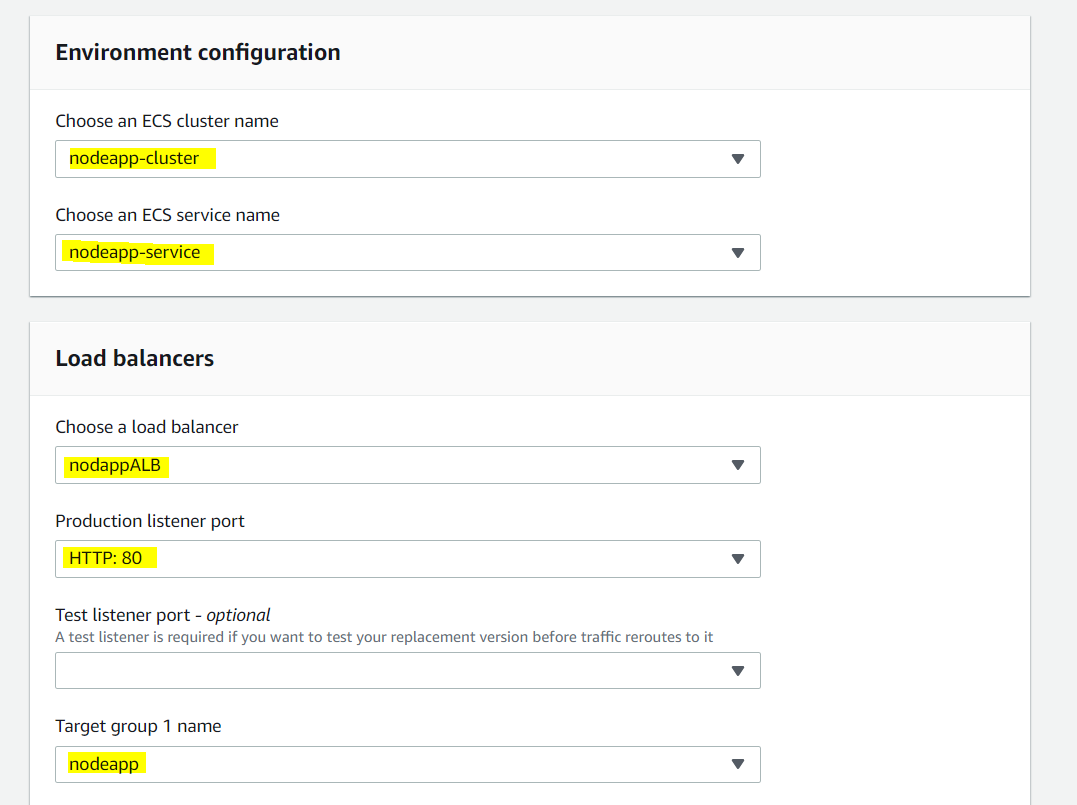 Environment configuration
Choose an ECS cluster name
nodeapp-cluster
Choose an ECS service name
nodeapp-service
Load balancers
Choose a load balancer
nodappALB
Production listener port
HTTP: 80
Test listener port - optional
A test listener is required if you want to test your replacement version before traffic reroutes to it
Target group 1 name
nodeapp